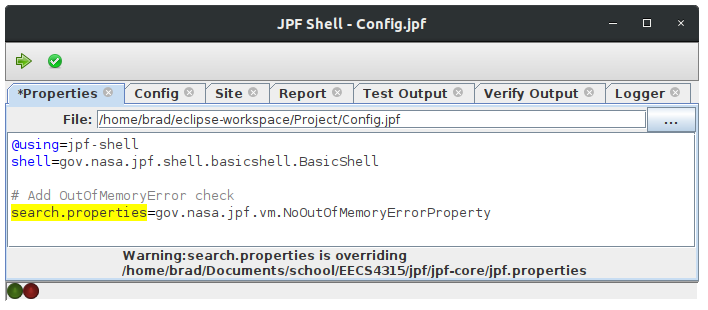 JPF Shell - Config.jpf
*Properties Config Site Report Test Output Verify Output Logger
File: /home/brad/eclipse-workspace/Project/Config.jpf ...
@using=jpf-shell
shell=gov.nasa.jpf.shell.basicshell.BasicShell
# Add OutOfMemoryError check
search.properties=gov.nasa.jpf.vm.NoOutOfMemoryErrorProperty
Warning:search.properties is overriding
/home/brad/Documents/school/EECS4315/jpf/jpf-core/jpf.properties